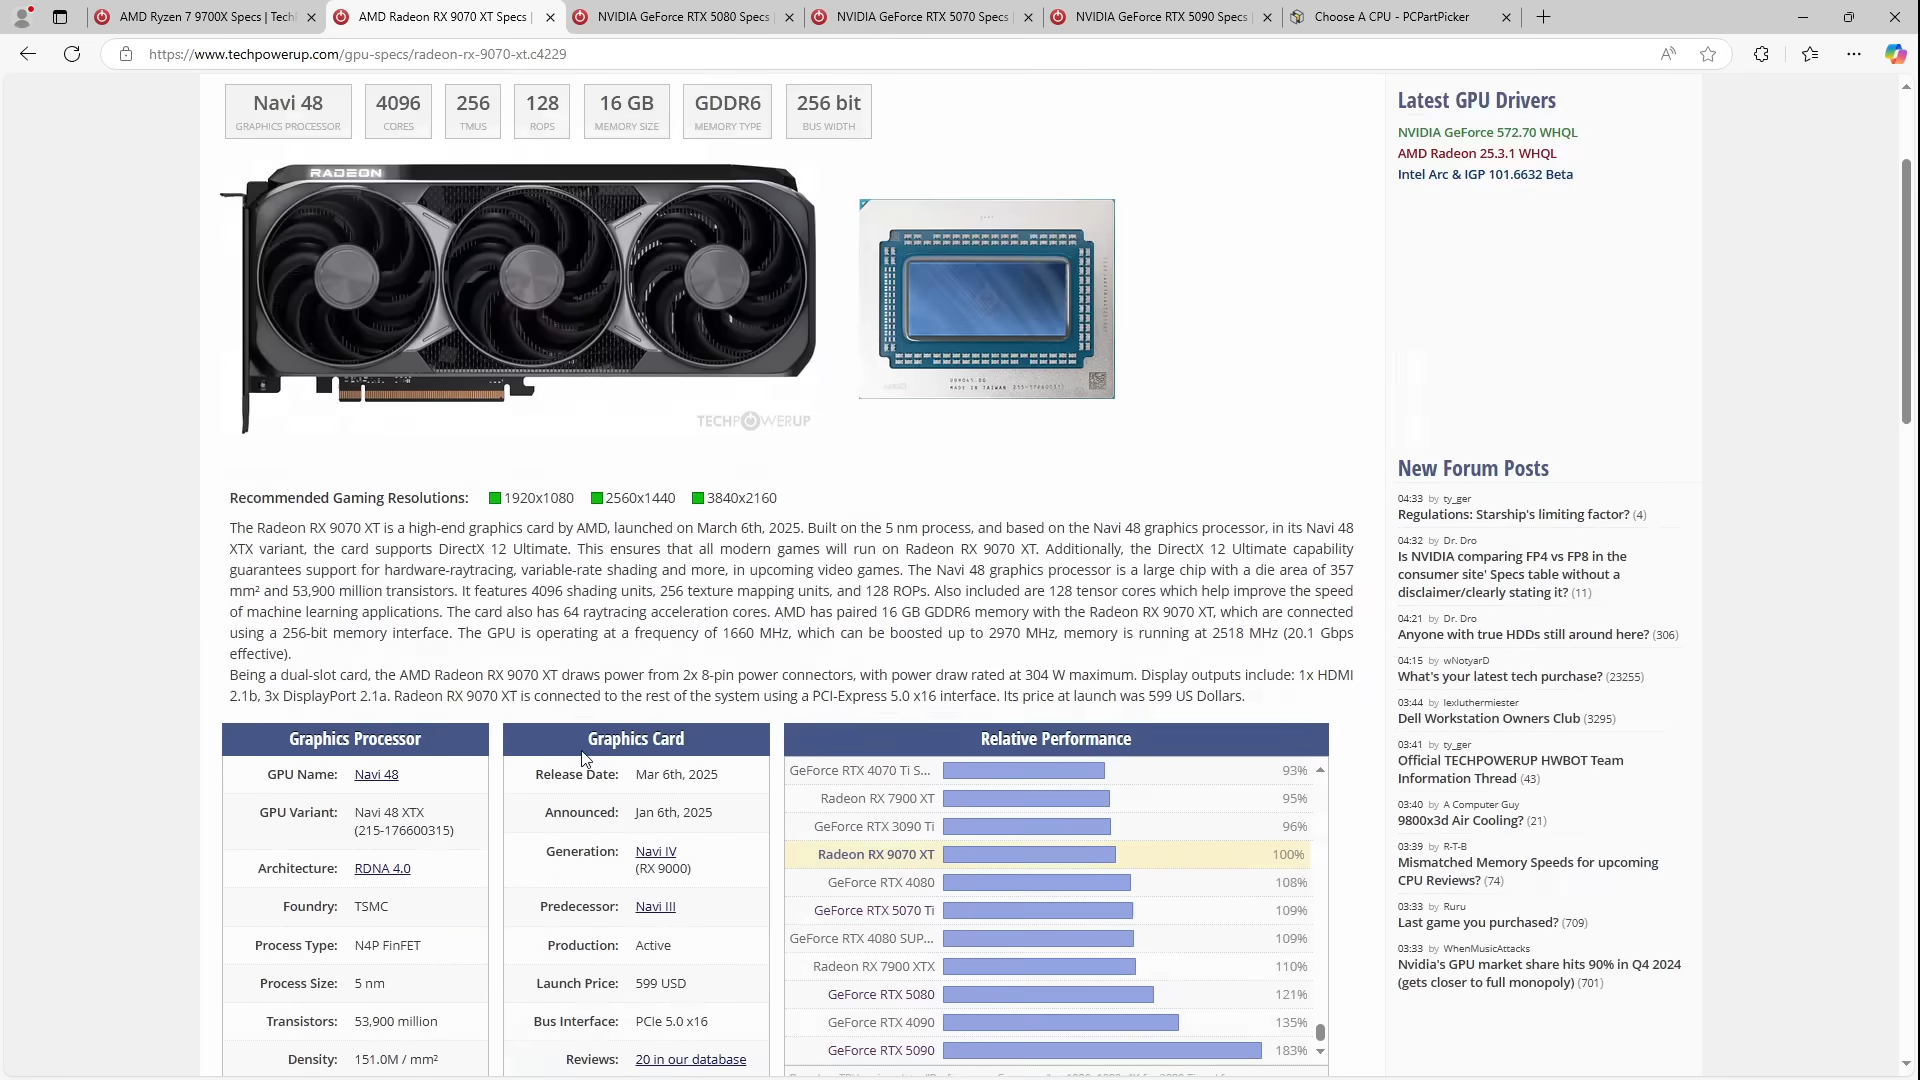 AMD Ryzen 7 9700X Specs | Tech
AMD Radeon RX 9070 XT Specs |
NVIDIA GeForce RTX 5080 Specs
NVIDIA GeForce RTX 5070 Specs
NVIDIA GeForce RTX 5090 Specs
Choose A CPU - PCPartPicker
https://www.techpowerup.com/gpu-specs/radeon-rx-9070-xt.c4229
Navi 48
GRAPHICS PROCESSOR
4096
CORES
256
TMUS
128
ROPS
16 GB
MEMORY SIZE
GDDR6
MEMORY TYPE
256 bit
BUS WIDTH
RADEON
TECHPOWERUP
Recommended Gaming Resolutions: 1920x1080 2560x1440 3840x2160
The Radeon RX 9070 XT is a high-end graphics card by AMD, launched on March 6th, 2025. Built on the 5 nm process, and based on the Navi 48 graphics processor, in its Navi 48
XTX variant, the card supports DirectX 12 Ultimate. This ensures that all modern games will run on Radeon RX 9070 XT. Additionally, the DirectX 12 Ultimate capability
guarantees support for hardware-raytracing, variable-rate shading and more, in upcoming video games. The Navi 48 graphics processor is a large chip with a die area of 357
mm² and 53,900 million transistors. It features 4096 shading units, 256 texture mapping units, and 128 ROPs. Also included are 128 tensor cores which help improve the speed
of machine learning applications. The card also has 64 raytracing acceleration cores. AMD has paired 16 GB GDDR6 memory with the Radeon RX 9070 XT, which are connected
using a 256-bit memory interface. The GPU is operating at a frequency of 1660 MHz, which can be boosted up to 2970 MHz, memory is running at 2518 MHz (20.1 Gbps
effective).
Being a dual-slot card, the AMD Radeon RX 9070 XT draws power from 2x 8-pin power connectors, with power draw rated at 304 W maximum. Display outputs include: 1x HDMI
2.1b, 3x DisplayPort 2.1a. Radeon RX 9070 XT is connected to the rest of the system using a PCI-Express 5.0 x16 interface. Its price at launch was 599 US Dollars.
Graphics Processor
GPU Name: Navi 48
GPU Variant: Navi 48 XTX
(215-176600315)
Architecture: RDNA 4.0
Foundry: TSMC
Process Type: N4P FinFET
Process Size: 5 nm
Transistors: 53,900 million
Density: 151.0M / mm²
Graphics Card
Release Date: Mar 6th, 2025
Announced: Jan 6th, 2025
Generation: Navi IV
(RX 9000)
Predecessor: Navi III
Production: Active
Launch Price: 599 USD
Bus Interface: PCIe 5.0 x16
Reviews: 20 in our database
Relative Performance
GeForce RTX 4070 Ti S... 93%
Radeon RX 7900 XT 95%
GeForce RTX 3090 Ti 96%
Radeon RX 9070 XT 100%
GeForce RTX 4080 108%
GeForce RTX 5070 Ti 109%
GeForce RTX 4080 SUP... 109%
Radeon RX 7900 XTX 110%
GeForce RTX 5080 121%
GeForce RTX 4090 135%
GeForce RTX 5090 183%
Latest GPU Drivers
NVIDIA GeForce 572.70 WHQL
AMD Radeon 25.3.1 WHQL
Intel Arc & IGP 101.6632 Beta
New Forum Posts
04:33 by ty_ger
Regulations: Starship's limiting factor? (4)
04:32 by Dr. Dro
Is NVIDIA comparing FP4 vs FP8 in the
consumer site' Specs table without a
disclaimer/clearly stating it? (11)
04:21 by Dr. Dro
Anyone with true HDDs still around here? (306)
04:15 by wNotyarD
What's your latest tech purchase? (23255)
03:44 by lexluthermiester
Dell Workstation Owners Club (3295)
03:41 by ty_ger
Official TECHPOWERUP HWBOT Team
Information Thread (43)
03:40 by A Computer Guy
9800x3d Air Cooling? (21)
03:39 by R-T-B
Mismatched Memory Speeds for upcoming
CPU Reviews? (74)
03:33 by Ruru
Last game you purchased? (709)
03:33 by WhenMusicAttacks
Nvidia's GPU market share hits 90% in Q4 2024
(gets closer to full monopoly) (701)